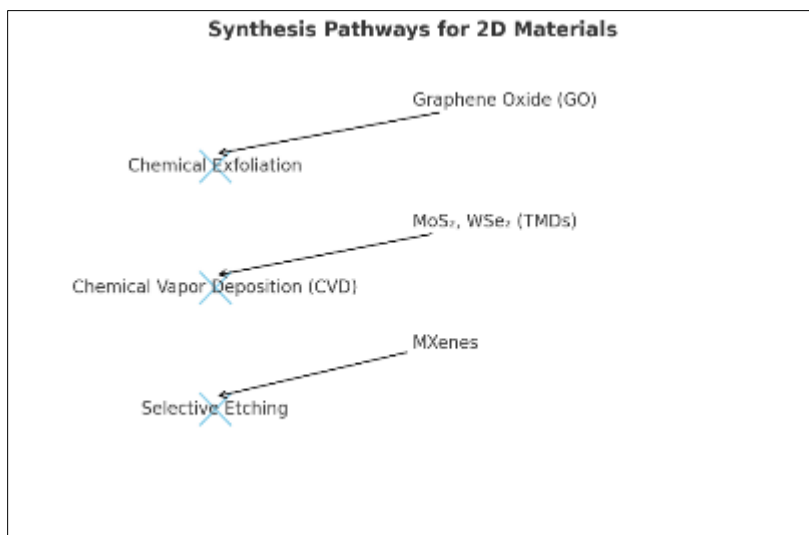 Synthesis Pathways for 2D Materials
Graphene Oxide (GO)
Chemical Exfoliation
MoS₂, WSe₂ (TMDs)
Chemical Vapor Deposition (CVD)
MXenes
Selective Etching